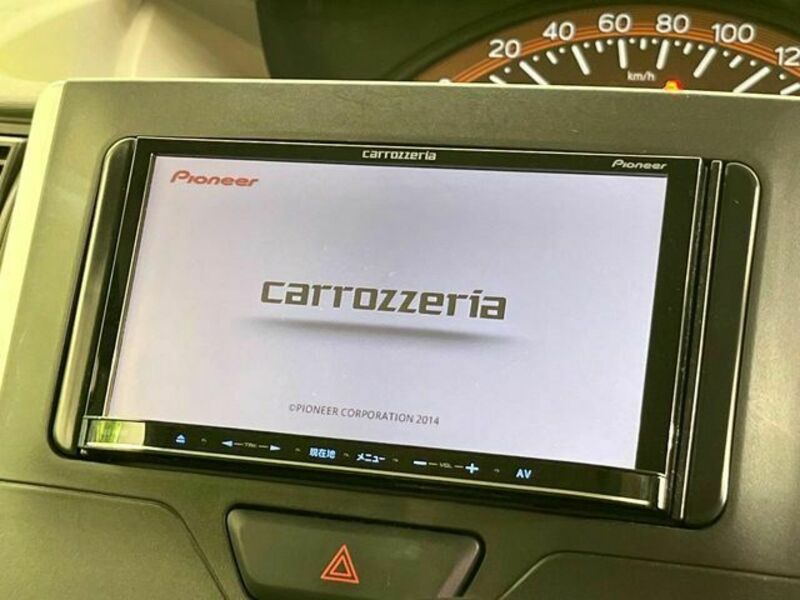 20 40 60 80 100 12
km/h
carrozzeria
Pioneer
Pioneer
carrozzeria
©PIONEER CORPORATION 2014
TRK 現在地 メニュー VOL AV